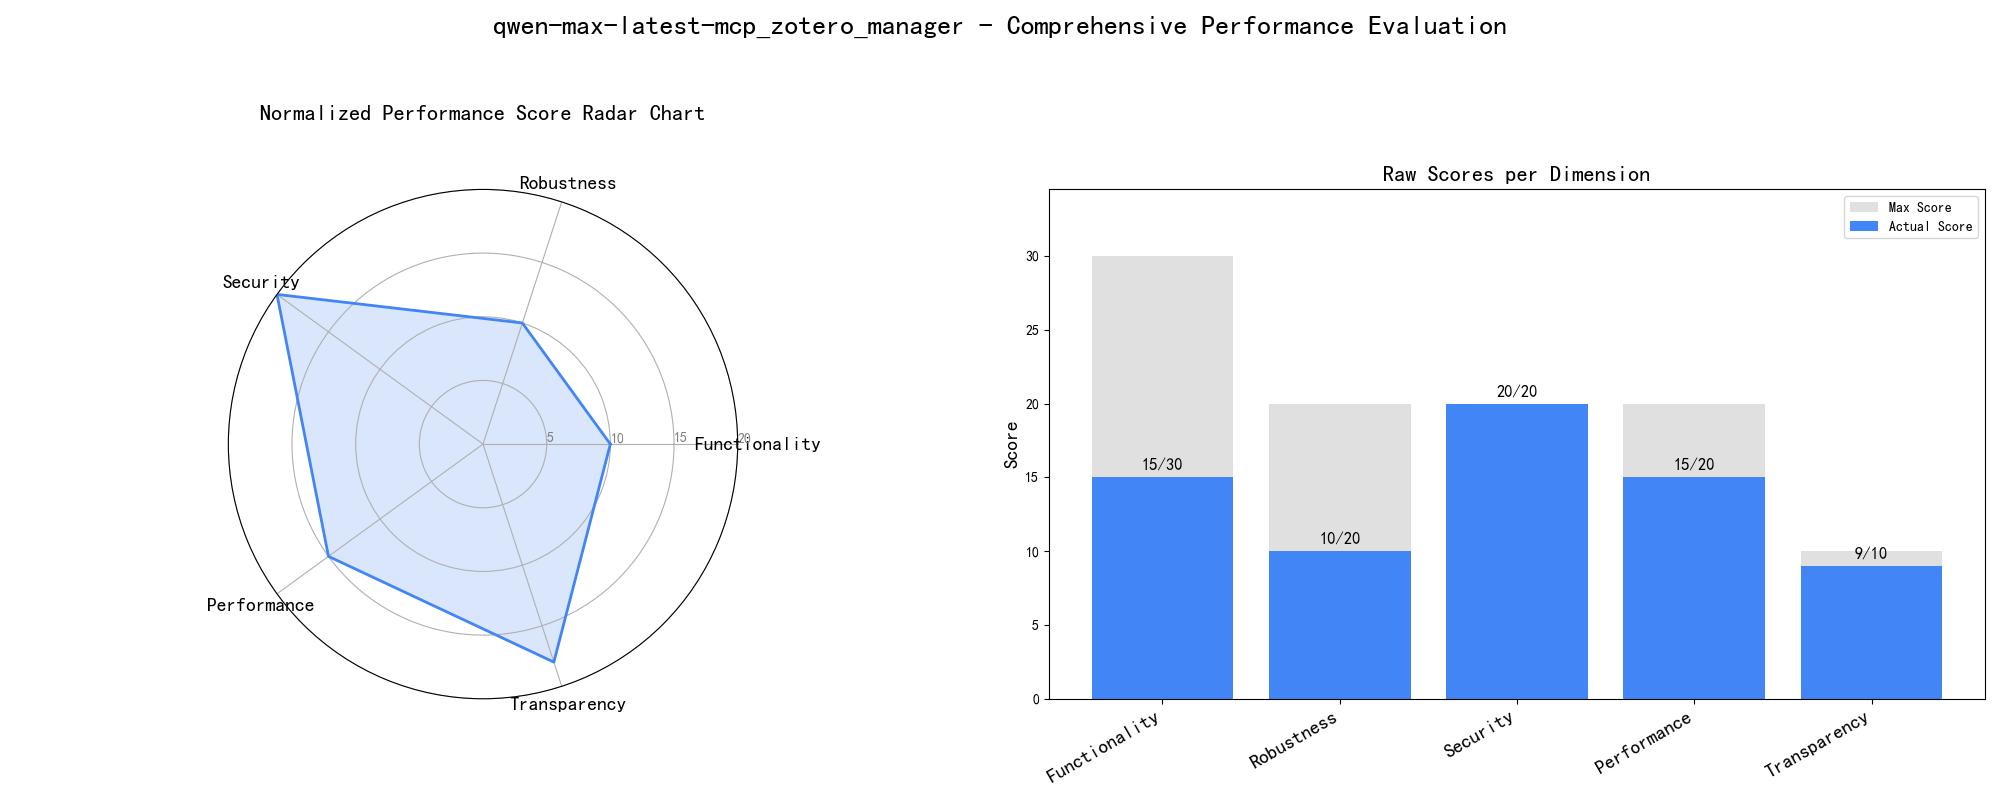 qwen-max-latest-mcp_zotero_manager - Comprehensive Performance Evaluation
Normalized Performance Score Radar Chart
Robustness
Security
Functionality
5
10
15
20
Performance
Transparency
Raw Scores per Dimension
Max Score
Actual Score
Score
30
25
20
15
10
5
0
15/30
10/20
20/20
15/20
9/10
Functionality
Robustness
Security
Performance
Transparency